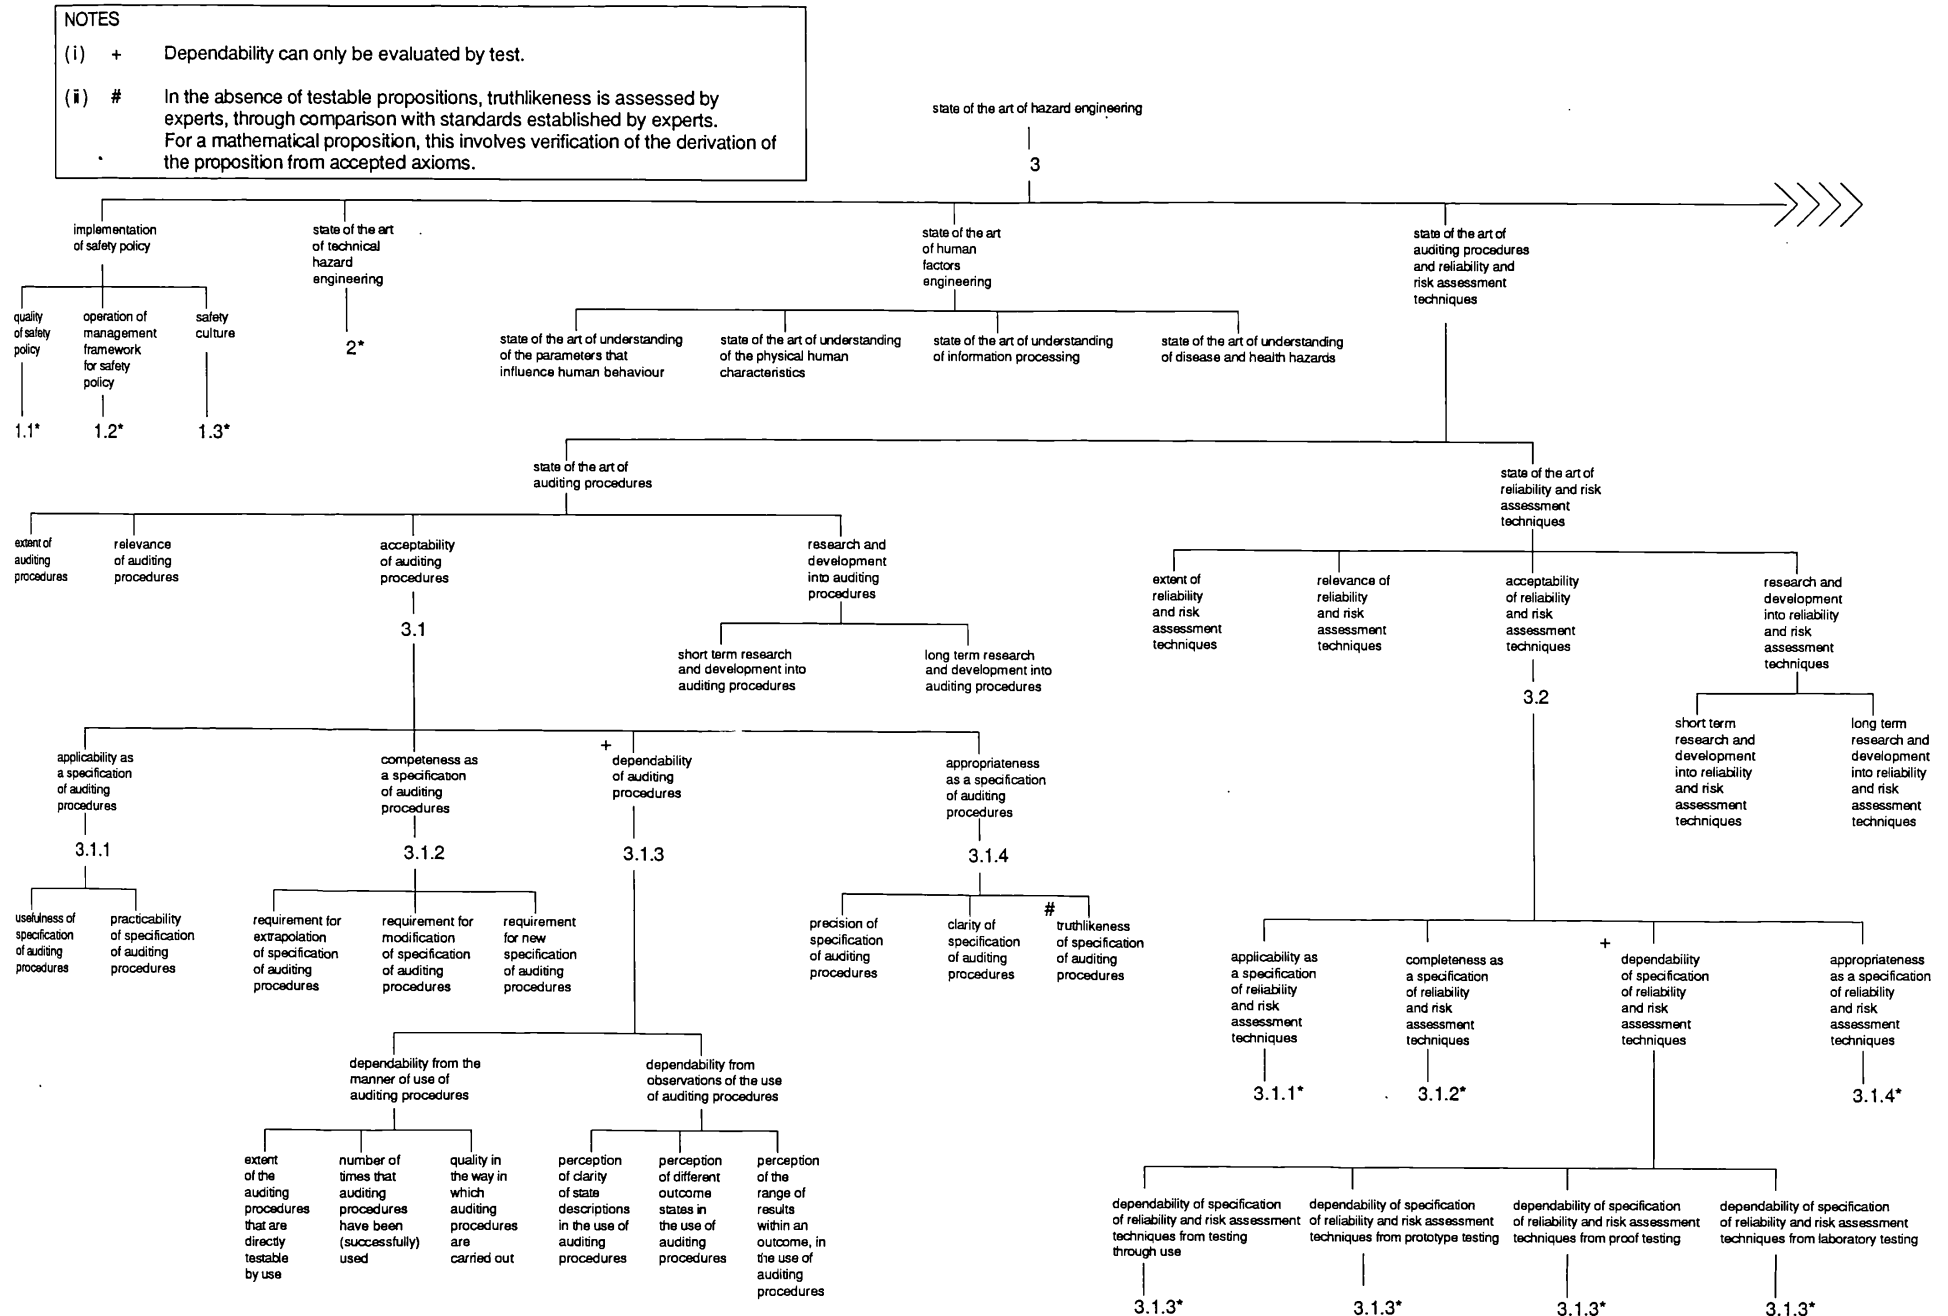 NOTES
(i) + Dependability can only be evaluated by test.
(ii) # In the absence of testable propositions, truthlikeness is assessed by
experts, through comparison with standards established by experts.
For a mathematical proposition, this involves verification of the derivation of
the proposition from accepted axioms.
state of the art of hazard engineering
3
implementation
of safety policy
state of the art
of technical
hazard
engineering
state of the art
of human
factors
engineering
state of the art of
auditing procedures
and reliability and
risk assessment
techniques
quality
of safety
policy
operation of
management
framework
for safety
policy
safety
culture
2*
state of the art of understanding
of the parameters that
influence human behaviour
state of the art of understanding
of the physical human
characteristics
state of the art of understanding
of information processing
state of the art of understanding
of disease and health hazards
1.1*
1.2*
1.3*
state of the art of
auditing procedures
state of the art of
reliability and risk
assessment
techniques
extent of
auditing
procedures
relevance
of auditing
procedures
acceptability
of auditing
procedures
research and
development
into auditing
procedures
extent of
reliability
and risk
assessment
techniques
relevance of
reliability
and risk
assessment
techniques
acceptability
of reliability
and risk
assessment
techniques
research and
development
into reliability
and risk
assessment
techniques
3.1
short term research
and development into
auditing procedures
long term research
and development into
auditing procedures
3.2
short term
research and
development
into reliability
and risk
assessment
techniques
long term
research and
development
into reliability
and risk
assessment
techniques
applicability as
a specification
of auditing
procedures
competeness as
a specification
of auditing
procedures
+
dependability
of auditing
procedures
appropriateness
as a specification
of auditing
procedures
3.1.1
3.1.2
3.1.3
3.1.4
usefulness of
specification
of auditing
procedures
practicability
of specification
of auditing
procedures
requirement for
extrapolation
of specification
of auditing
procedures
requirement for
modification
of specification
of auditing
procedures
requirement
for new
specification
of auditing
procedures
precision of
specification
of auditing
procedures
clarity of
specification
of auditing
procedures
#
truthlikeness
of specification
of auditing
procedures
applicability as
a specification
of reliability
and risk
assessment
techniques
completeness as
a specification
of reliability
and risk
assessment
techniques
+
dependability
of specification
of reliability
and risk
assessment
techniques
appropriateness
as a specification
of reliability
and risk
assessment
techniques
3.1.1*
3.1.2*
3.1.4*
dependability from the
manner of use of
auditing procedures
dependability from
observations of the use
of auditing procedures
extent
of the
auditing
procedures
that are
directly
testable
by use
number of
times that
auditing
procedures
have been
(successfully)
used
quality in
the way in
which
auditing
procedures
are
carried out
perception
of clarity
of state
descriptions
in the use of
auditing
procedures
perception
of different
outcome
states in
the use of
auditing
procedures
perception
of the
range of
results
within an
outcome, in
the use of
auditing
procedures
dependability of specification
of reliability and risk assessment
techniques from testing
through use
dependability of specification
of reliability and risk assessment
techniques from prototype testing
dependability of specification
of reliability and risk assessment
techniques from proof testing
dependability of specification
of reliability and risk assessment
techniques from laboratory testing
3.1.3*
3.1.3*
3.1.3*
3.1.3*